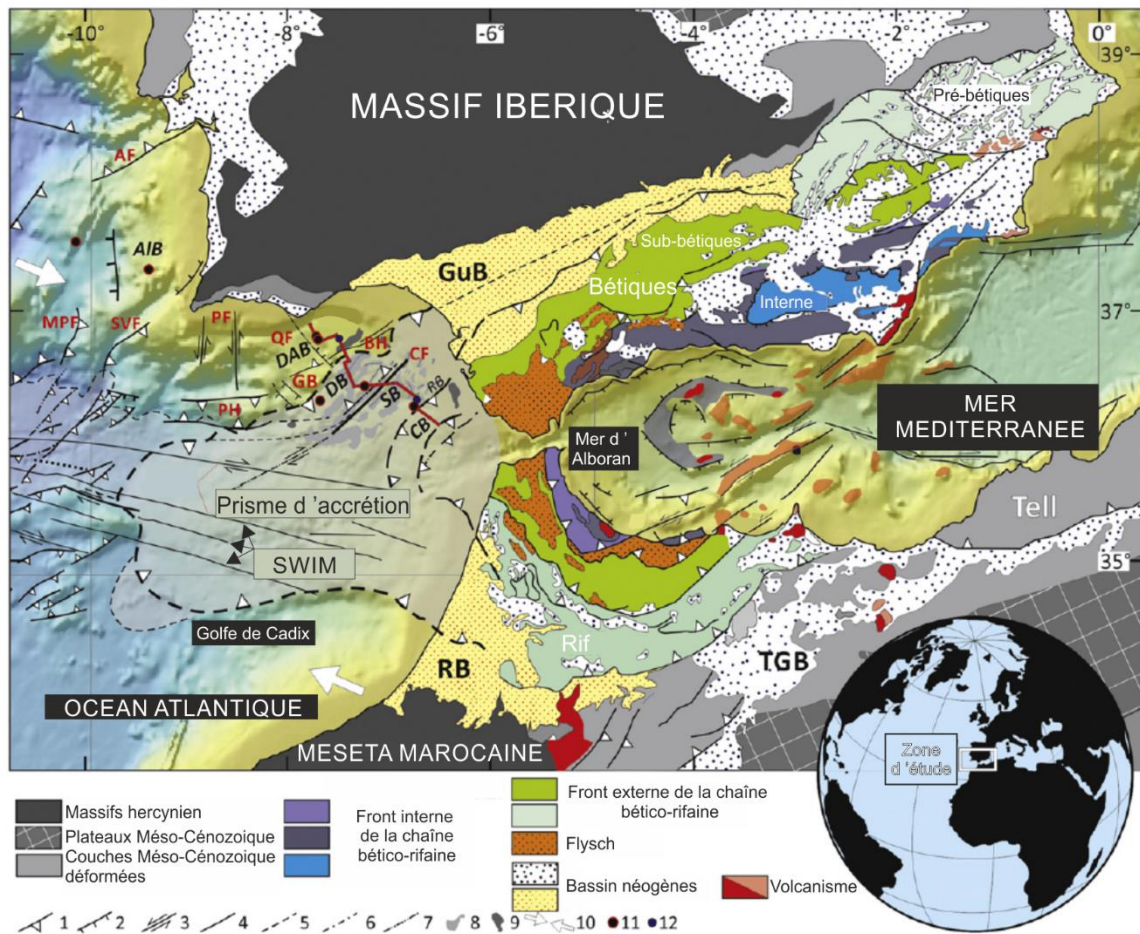 -10° -8° -6° -4° -2° 0°
39°
MASSIF IBERIQUE
Pré-bétiques
AF
AlB
Sub-bétiques
GuB
Bétiques
Interne
37°
MPF SVF PF
QF BH
DAB CF
GB DB RB
SB
PH CB
MER
MEDITERRANEE
Mer d '
Alboran
Tell
Prisme d 'accrétion
SWIM
35°
Golfe de Cadix
Rif
RB TGB
OCEAN ATLANTIQUE
MESETA MAROCAINE
Zone
d 'étude
Massifs hercynien
Plateaux Méso-Cénozoique
Couches Méso-Cénozoique
déformées
Front interne
de la chaîne
bético-rifaine
Front externe de la chaîne
bético-rifaine
Flysch
Bassin néogènes
Volcanisme
1 2 3 4 5 6 7 8 9 10 11 12